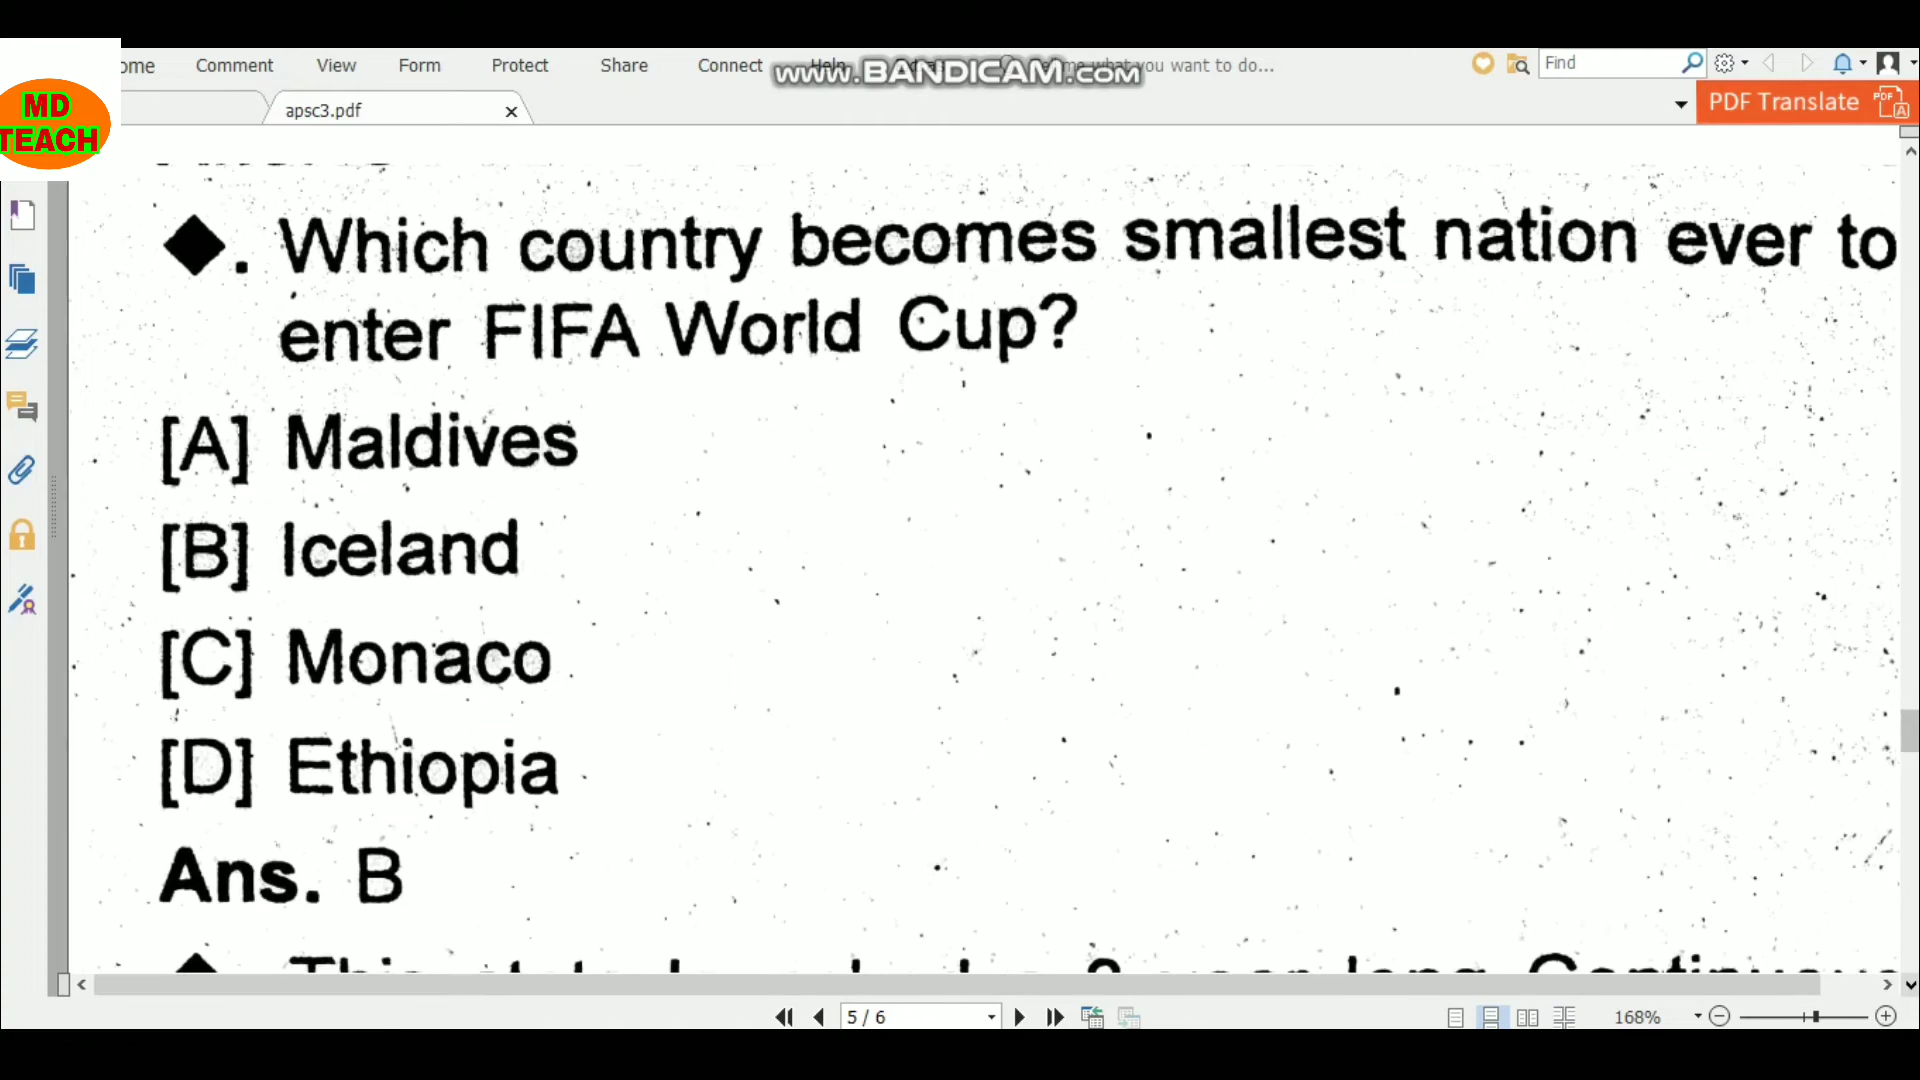 ome Comment View Form Protect Share Connect Help what you want to do... Find
www.BANDICAM.com
MD
TEACH
apsc3.pdf
PDF Translate
. Which country becomes smallest nation ever to
enter FIFA World Cup?
[A] Maldives
[B] Iceland
[C] Monaco
[D] Ethiopia
Ans. B
5 / 6
168%